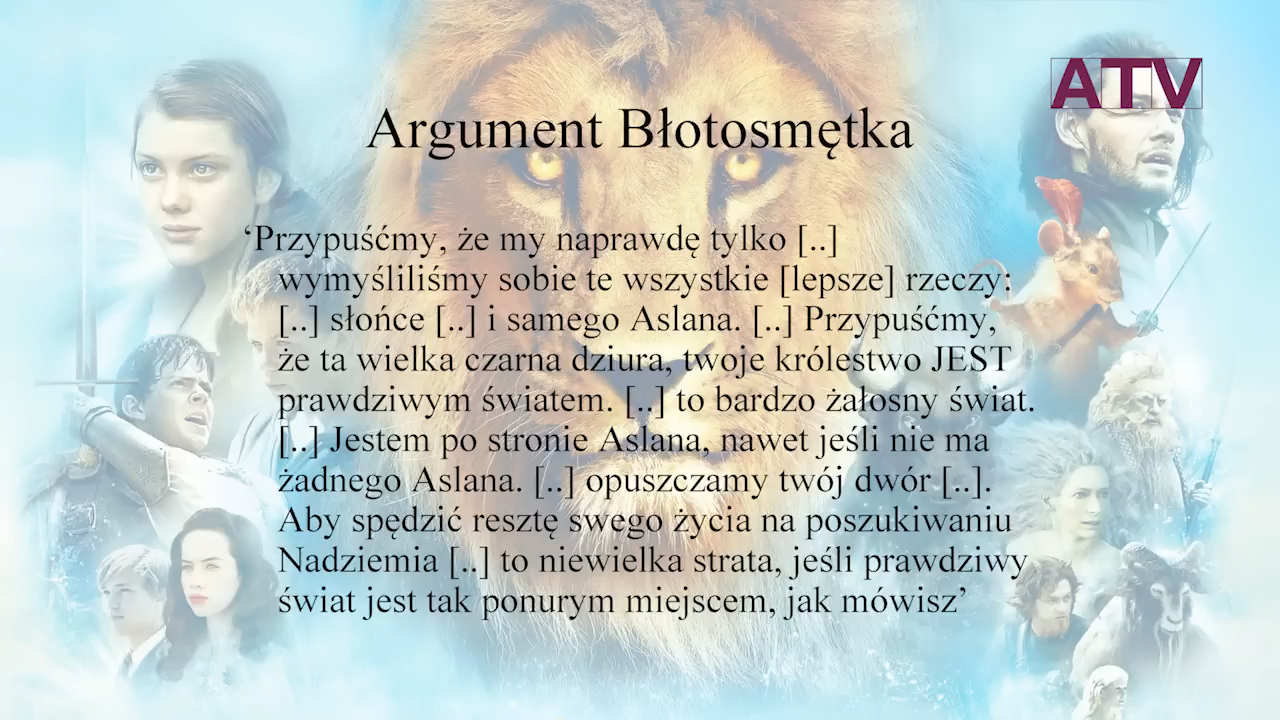 ATV
Argument Błotosmętka
‘Przypuśćmy, że my naprawdę tylko [..]
wymyśliliśmy sobie te wszystkie [lepsze] rzeczy:
[..] słońce [..] i samego Aslana. [..] Przypuśćmy,
że ta wielka czarna dziura, twoje królestwo JEST
prawdziwym światem. [..] to bardzo żałosny świat.
[..] Jestem po stronie Aslana, nawet jeśli nie ma
żadnego Aslana. [..] opuszczamy twój dwór [..].
Aby spędzić resztę swego życia na poszukiwaniu
Nadziemia [..] to niewielka strata, jeśli prawdziwy
świat jest tak ponurym miejscem, jak mówisz’